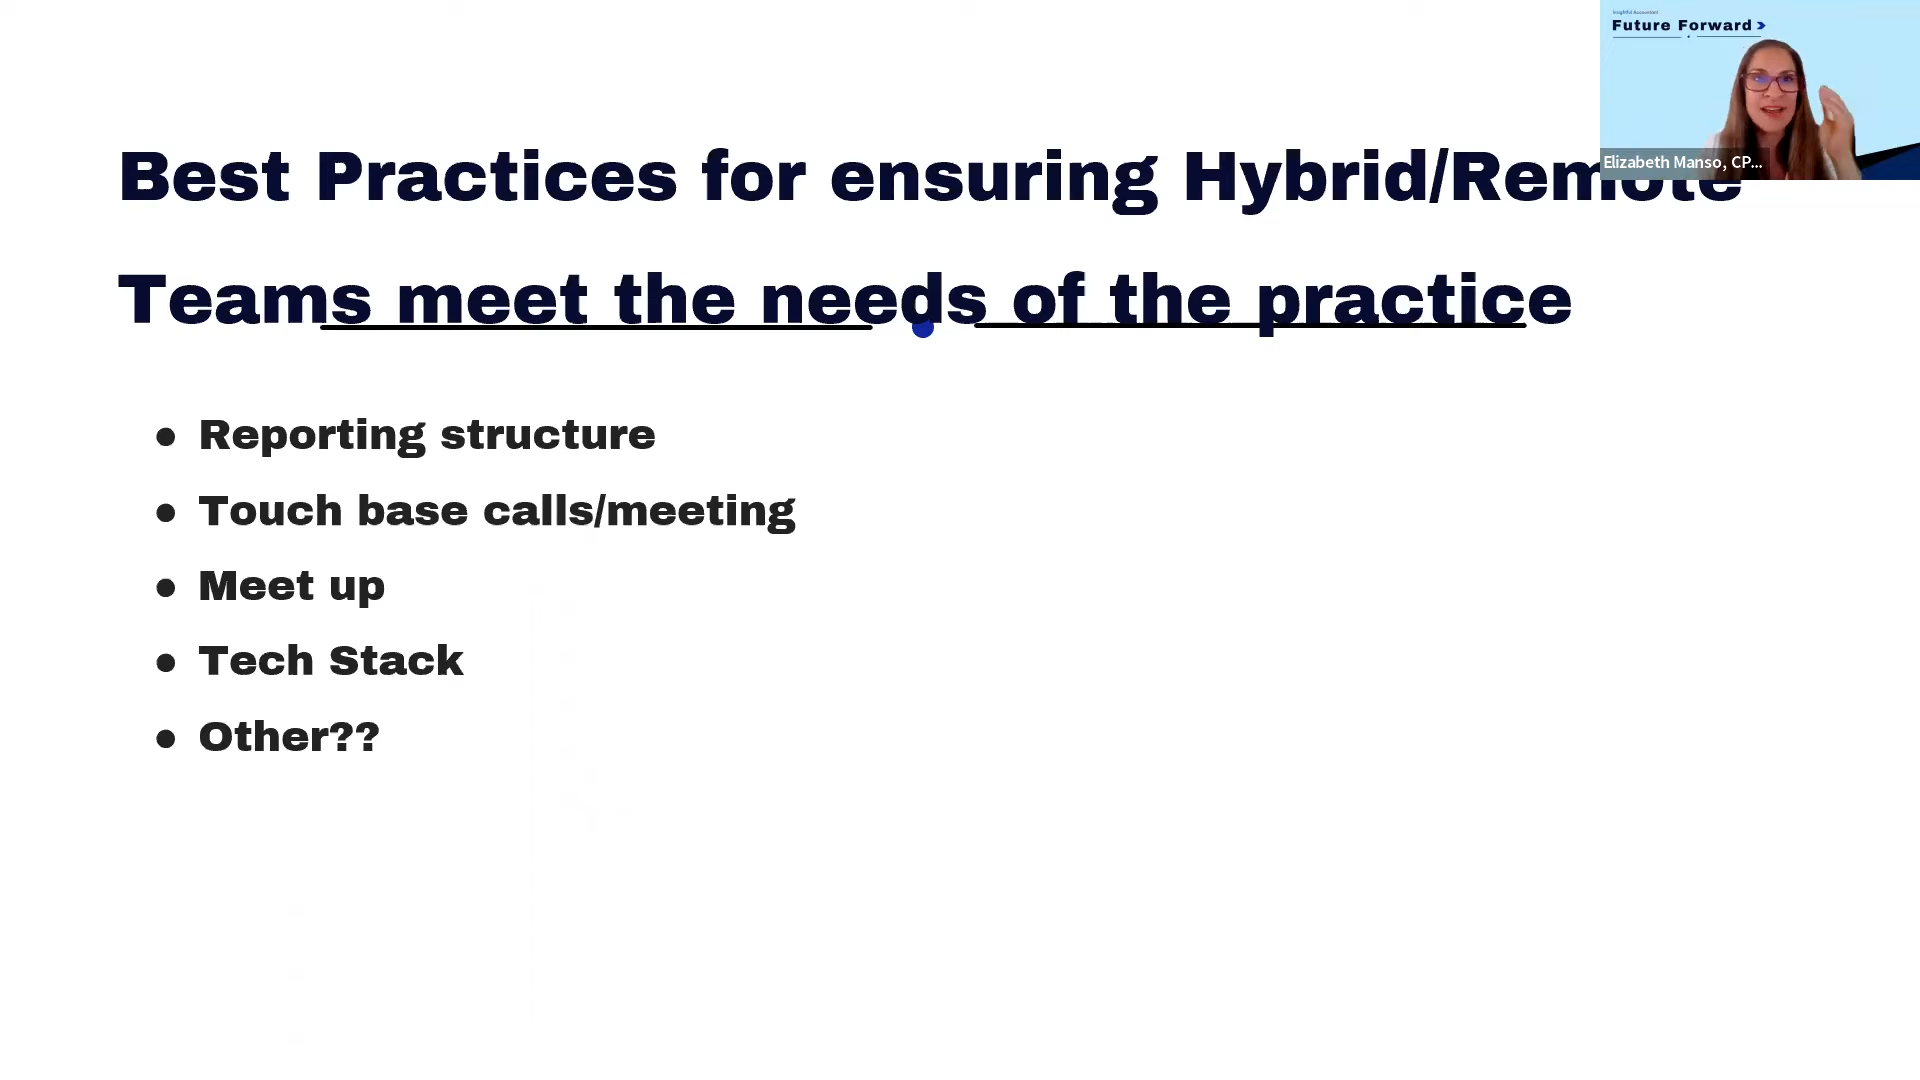 Insightful Accountant
Future Forward
Elizabeth Manso, CP...
Best Practices for ensuring Hybrid/Remote
Teams meet the needs of the practice
● Reporting structure
● Touch base calls/meeting
● Meet up
● Tech Stack
● Other??